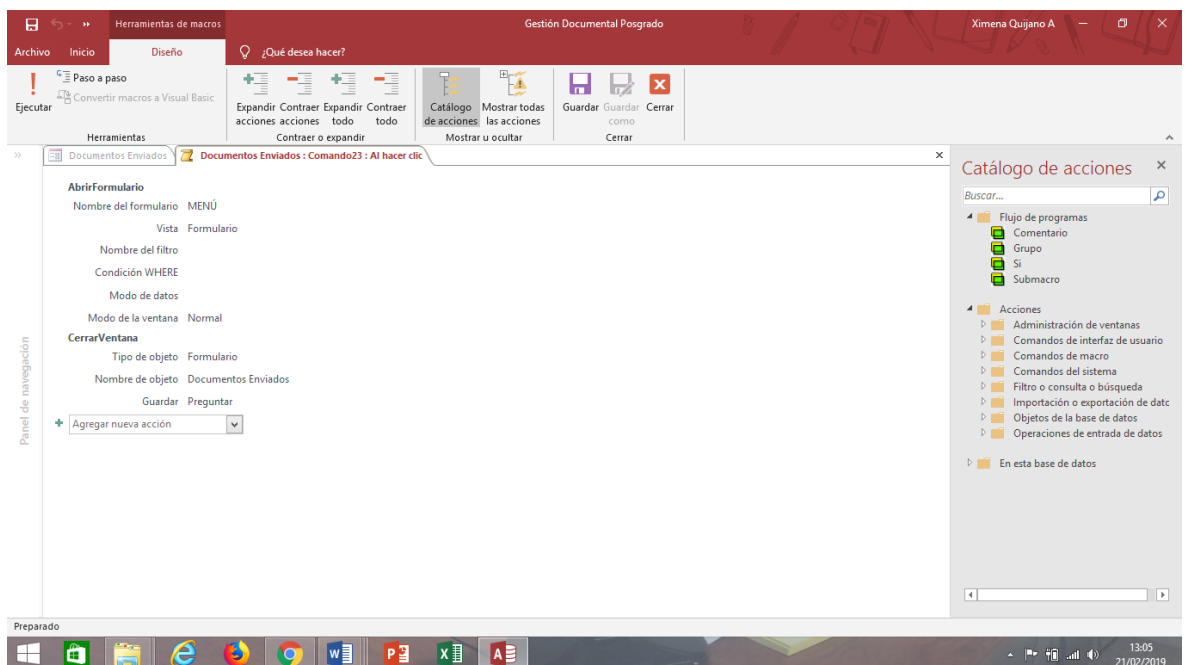 Herramientas de macros
Gestión Documental Posgrado
Ximena Quijano A
Archivo Inicio Diseño ¿Qué desea hacer?
Ejecutar
Paso a paso
Convertir macros a Visual Basic
Herramientas
Expandir acciones
Contraer acciones
Expandir todo
Contraer todo
Contraer o expandir
Catálogo de acciones
Mostrar todas las acciones
Mostrar u ocultar
Guardar
Guardar como
Cerrar
Cerrar
Documentos Enviados
Documentos Enviados : Comando23 : Al hacer clic
Panel de navegación
AbrirFormulario
Nombre del formulario MENÚ
Vista Formulario
Nombre del filtro
Condición WHERE
Modo de datos
Modo de la ventana Normal
CerrarVentana
Tipo de objeto Formulario
Nombre de objeto Documentos Enviados
Guardar Preguntar
Agregar nueva acción
Catálogo de acciones
Buscar...
Flujo de programas
Comentario
Grupo
Si
Submacro
Acciones
Administración de ventanas
Comandos de interfaz de usuario
Comandos de macro
Comandos del sistema
Filtro o consulta o búsqueda
Importación o exportación de datc
Objetos de la base de datos
Operaciones de entrada de datos
En esta base de datos
Preparado
13:05
21/02/2019